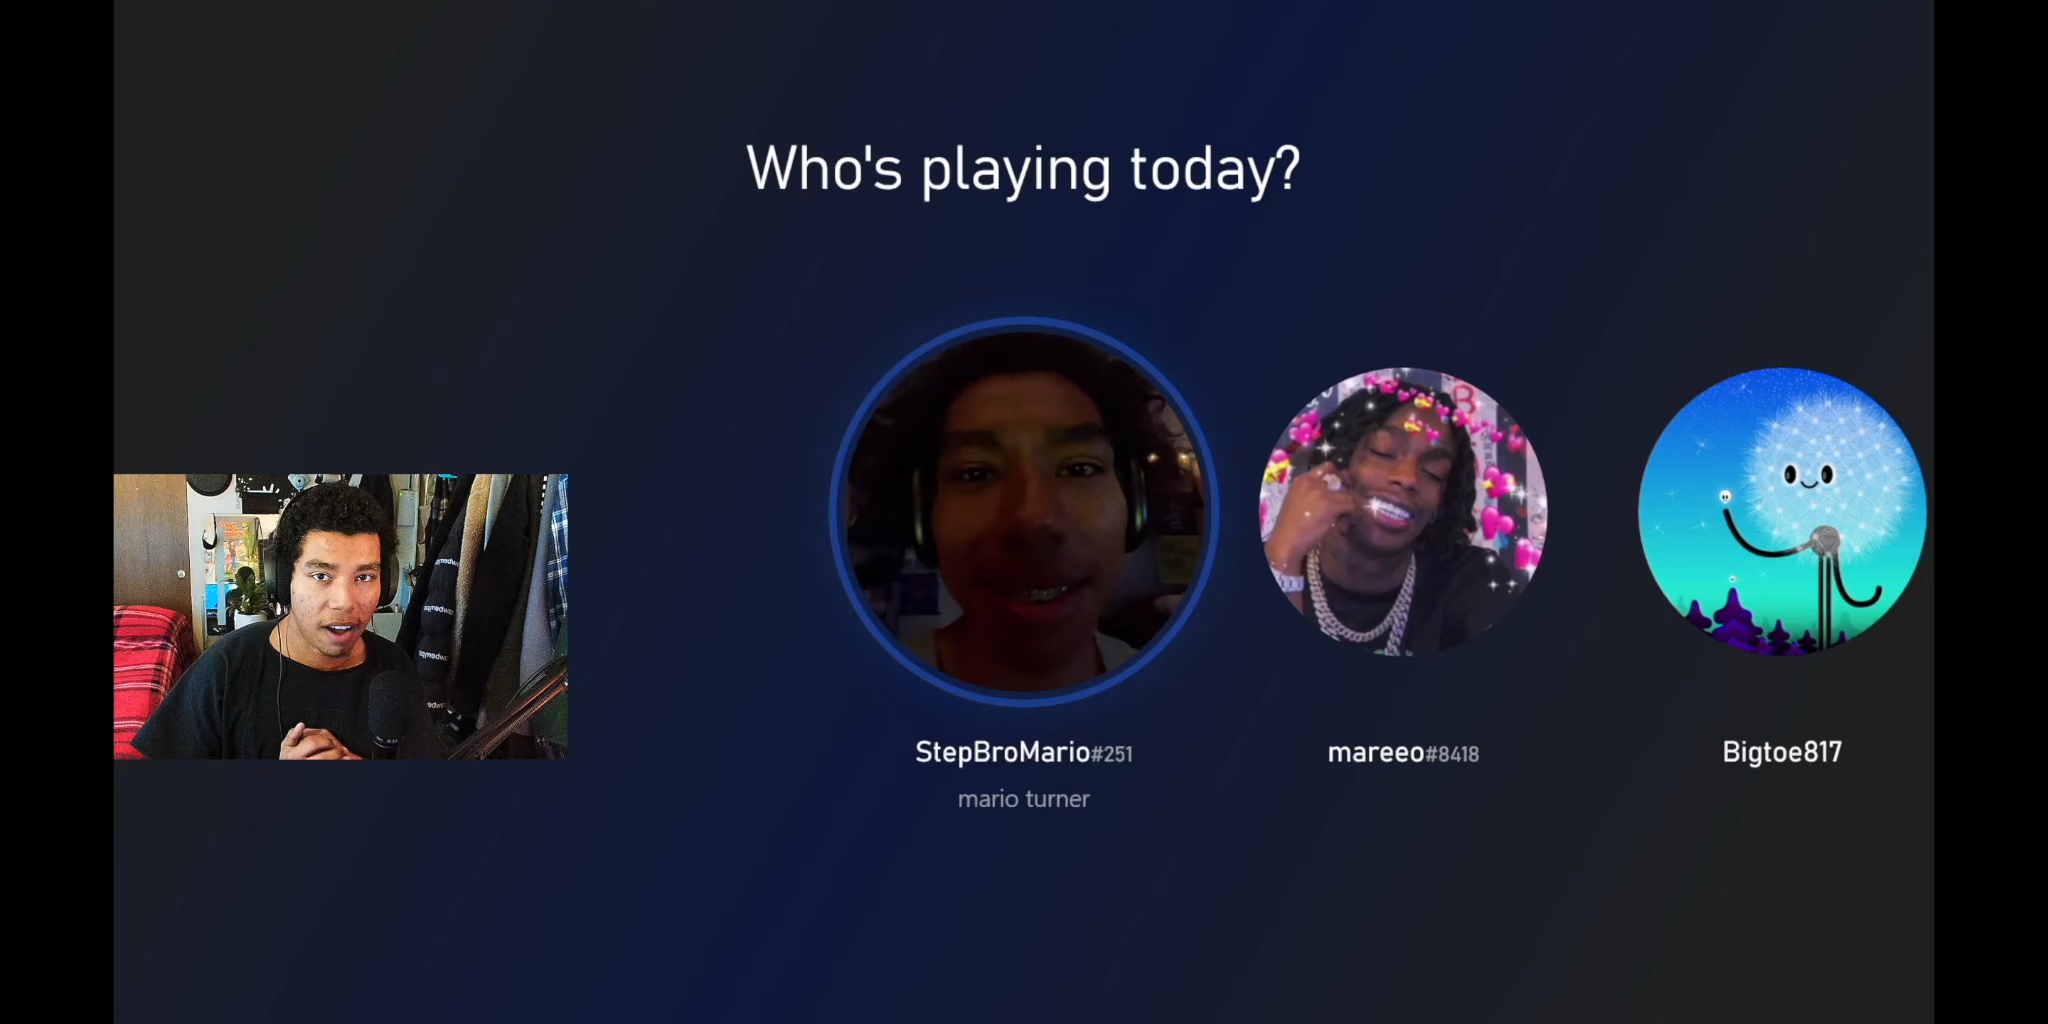 Who's playing today?
StepBroMario#251
mareeo#8418
Bigtoe817
mario turner